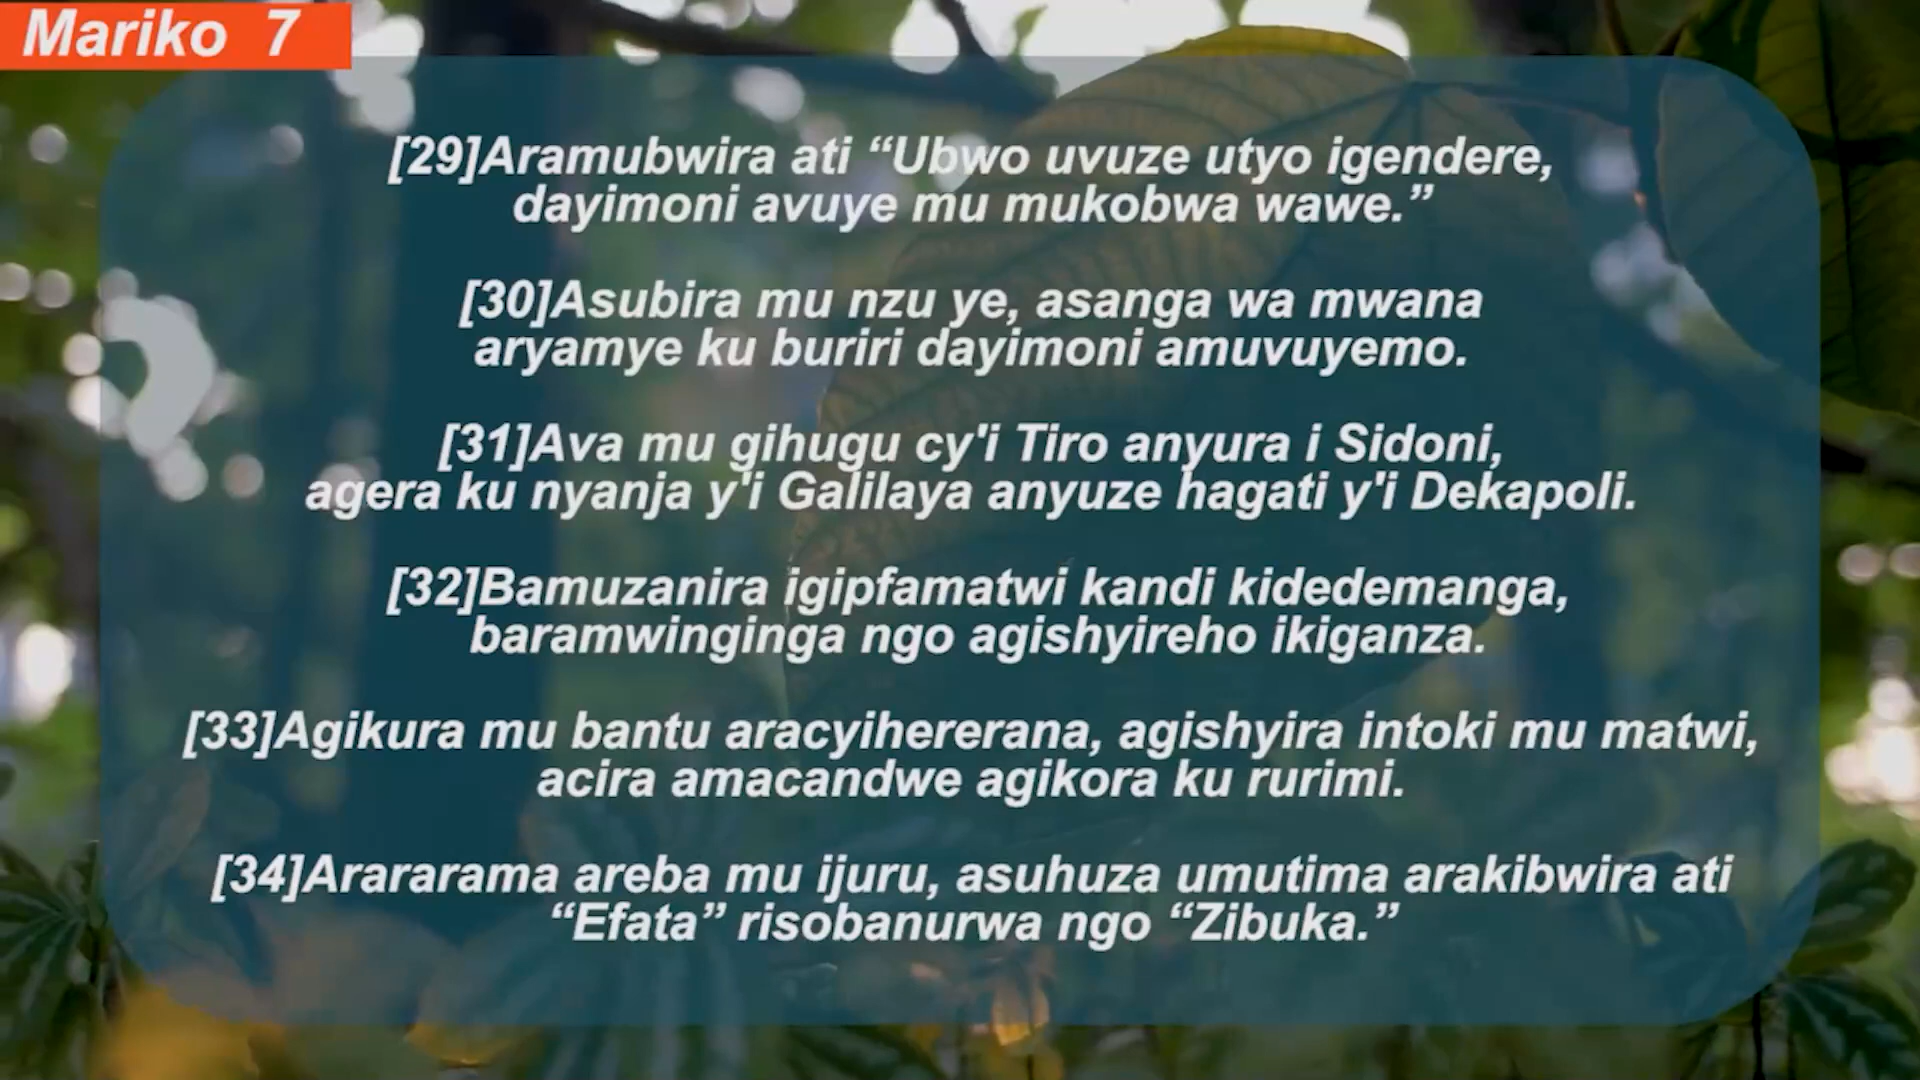 Mariko 7
[29]Aramubwira ati “Ubwo uvuze utyo igendere,
dayimoni avuye mu mukobwa wawe.”
[30]Asubira mu nzu ye, asanga wa mwana
aryamye ku buriri dayimoni amuvuyemo.
[31]Ava mu gihugu cy'i Tiro anyura i Sidoni,
agera ku nyanja y'i Galilaya anyuze hagati y'i Dekapoli.
[32]Bamuzanira igipfamatwi kandi kidedemanga,
baramwinginga ngo agishyireho ikiganza.
[33]Agikura mu bantu aracyihererana, agishyira intoki mu matwi,
acira amacandwe agikora ku rurimi.
[34]Arararama areba mu ijuru, asuhuza umutima arakibwira ati
“Efata” risobanurwa ngo “Zibuka.”